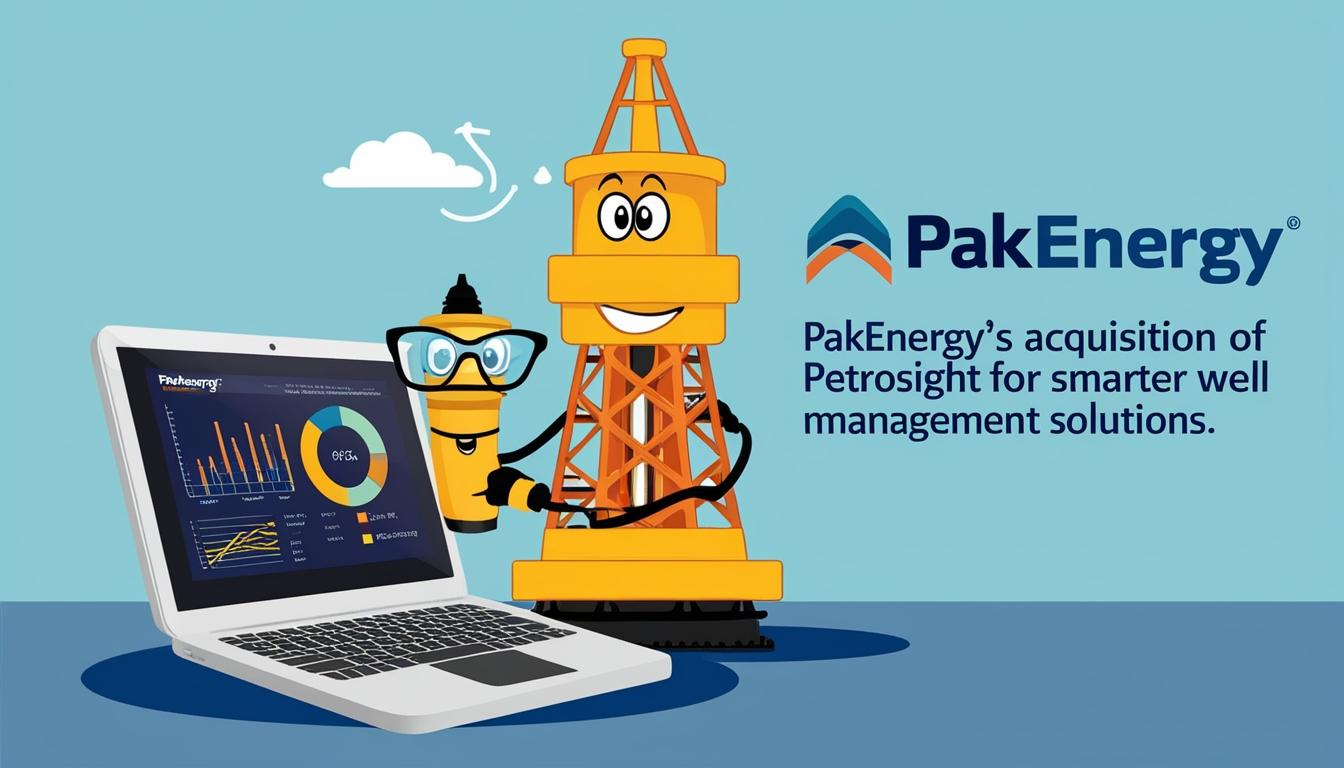 PakEnergy®
PakEnergy's acquisition of
Petrosight for smarter well
management solutions.